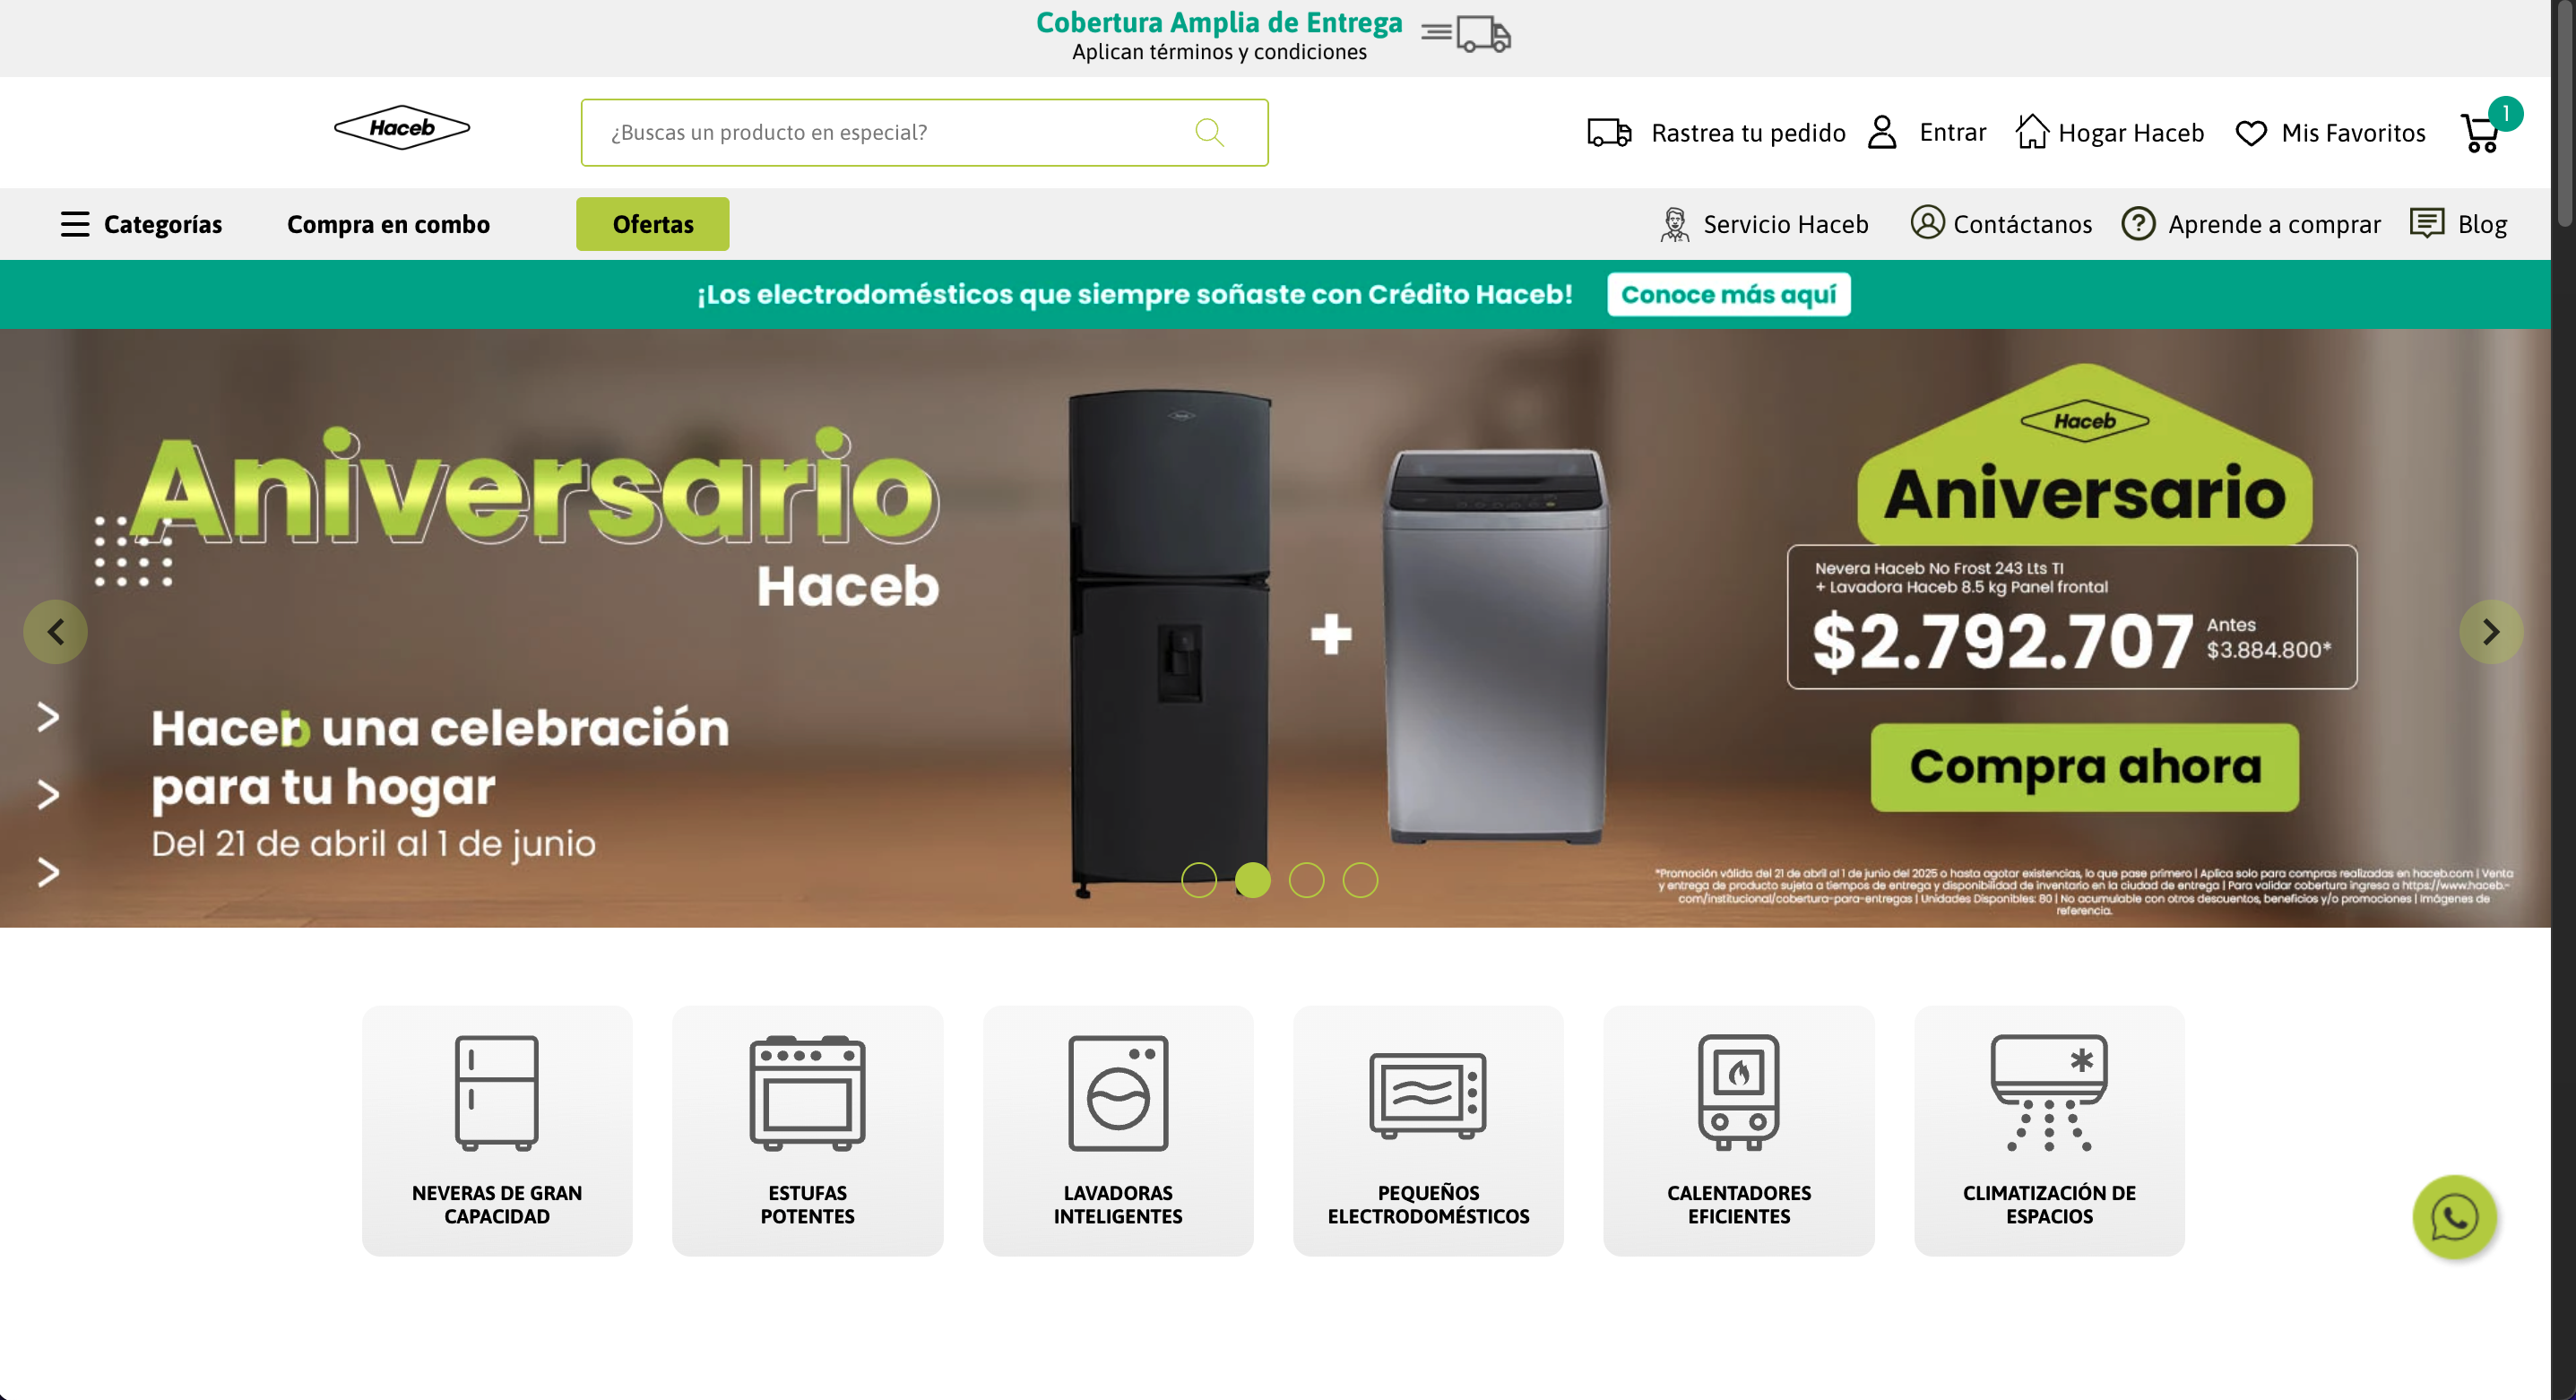 Cobertura Amplia de Entrega
Aplican términos y condiciones
Haceb
¿Buscas un producto en especial?
Rastrea tu pedido
Entrar
Hogar Haceb
Mis Favoritos
1
Categorías
Compra en combo
Ofertas
Servicio Haceb
Contáctanos
Aprende a comprar
Blog
¡Los electrodomésticos que siempre soñaste con Crédito Haceb!
Conoce más aquí
Aniversario
Haceb
Hacer una celebración
para tu hogar
Del 21 de abril al 1 de junio
+
Haceb
Aniversario
Nevera Haceb No Frost 243 Lts TI
+ Lavadora Haceb 8.5 kg Panel frontal
$2.792.707
Antes
$3.884.800*
Compra ahora
*Promoción válida del 21 de abril al 1 de junio del 2025 o hasta agotar existencias, lo que pase primero | Aplica solo para compras realizadas en haceb.com | Venta
y entrega de producto sujeta a tiempos de entrega y disponibilidad de inventario en la ciudad de entrega | Para validar cobertura ingresa a https://www.haceb.-
com/institucional/cobertura-para-entregas | Unidades Disponibles: 80 | No acumulable con otros descuentos, beneficios y/o promociones | Imágenes de
referencia.
NEVERAS DE GRAN
CAPACIDAD
ESTUFAS
POTENTES
LAVADORAS
INTELIGENTES
PEQUEÑOS
ELECTRODOMÉSTICOS
CALENTADORES
EFICIENTES
CLIMATIZACIÓN DE
ESPACIOS